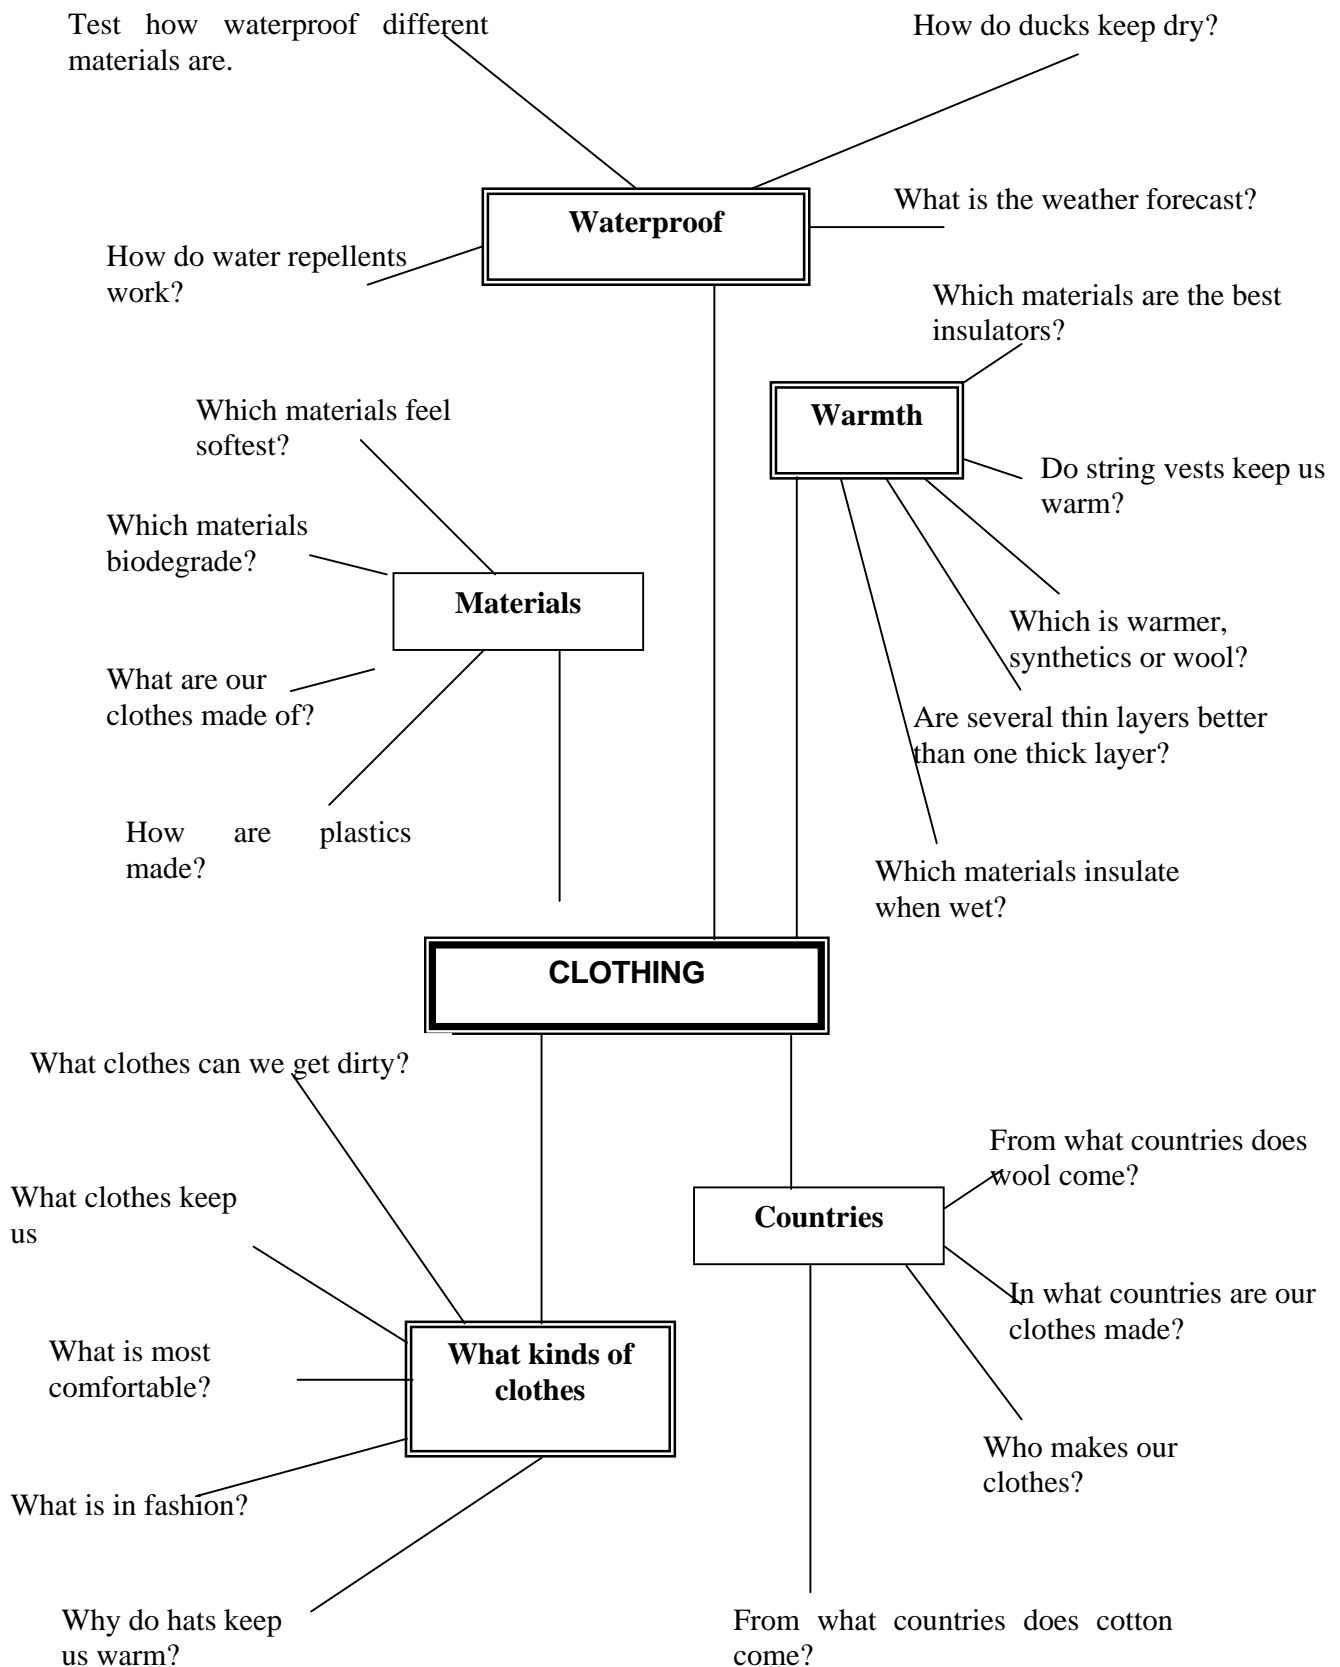 Test how waterproof different
materials are.
How do ducks keep dry?
Waterproof
What is the weather forecast?
How do water repellents
work?
Which materials are the best
insulators?
Warmth
Which materials feel
softest?
Do string vests keep us
warm?
Which materials
biodegrade?
Materials
Which is warmer,
synthetics or wool?
What are our
clothes made of?
Are several thin layers better
than one thick layer?
How are plastics
made?
Which materials insulate
when wet?
CLOTHING
What clothes can we get dirty?
From what countries does
wool come?
What clothes keep
us
Countries
In what countries are our
clothes made?
What kinds of
clothes
What is most
comfortable?
Who makes our
clothes?
What is in fashion?
Why do hats keep
us warm?
From what countries does cotton
come?